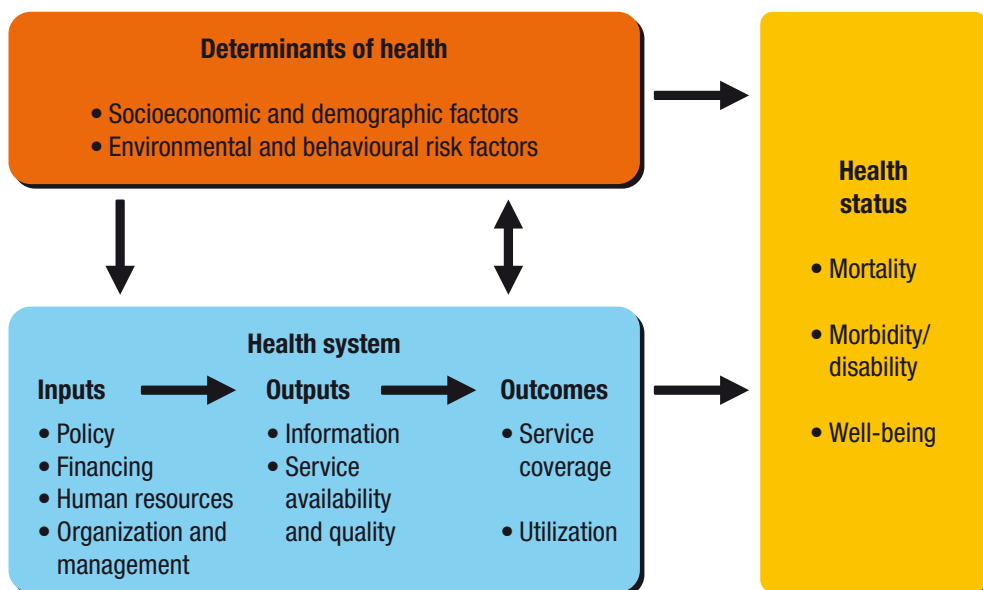 Determinants of health
• Socioeconomic and demographic factors
• Environmental and behavioural risk factors
Health system
Inputs
• Policy
• Financing
• Human resources
• Organization and
management
Outputs
• Information
• Service
availability
and quality
Outcomes
• Service
coverage
• Utilization
Health
status
• Mortality
• Morbidity/
disability
• Well-being